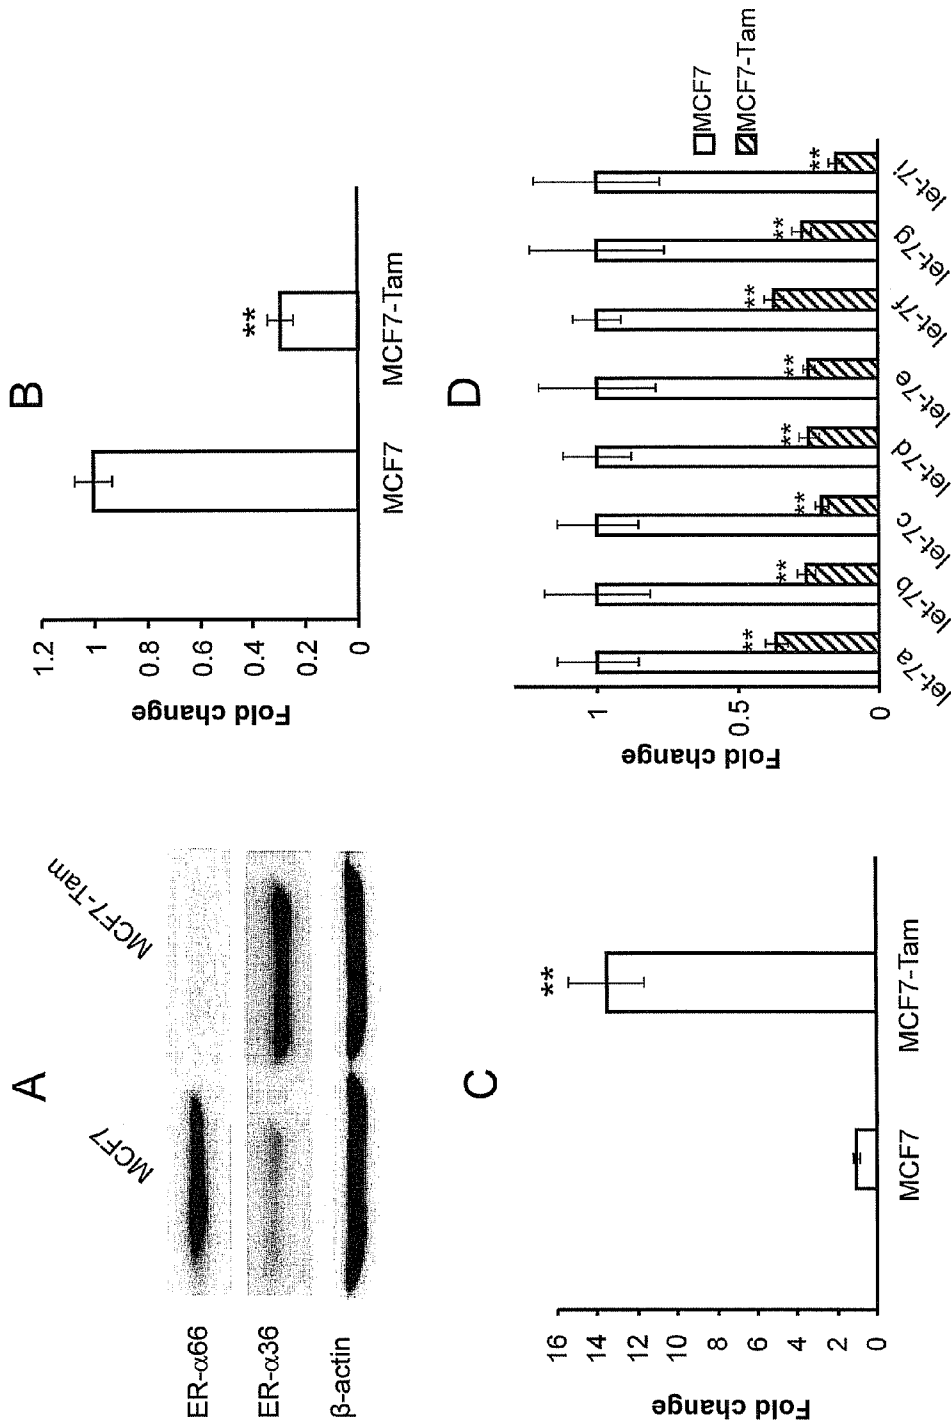 A
MCF7
MCF7-Tam
ER-α66
ER-α36
β-actin
B
Fold change
1.2
1
0.8
0.6
0.4
0.2
0
**
MCF7
MCF7-Tam
C
Fold change
16
14
12
10
8
6
4
2
0
**
MCF7
MCF7-Tam
D
Fold change
1
0.5
0
**
**
**
**
**
**
**
**
let-7a
let-7b
let-7c
let-7d
let-7e
let-7f
let-7g
let-7i
MCF7
MCF7-Tam